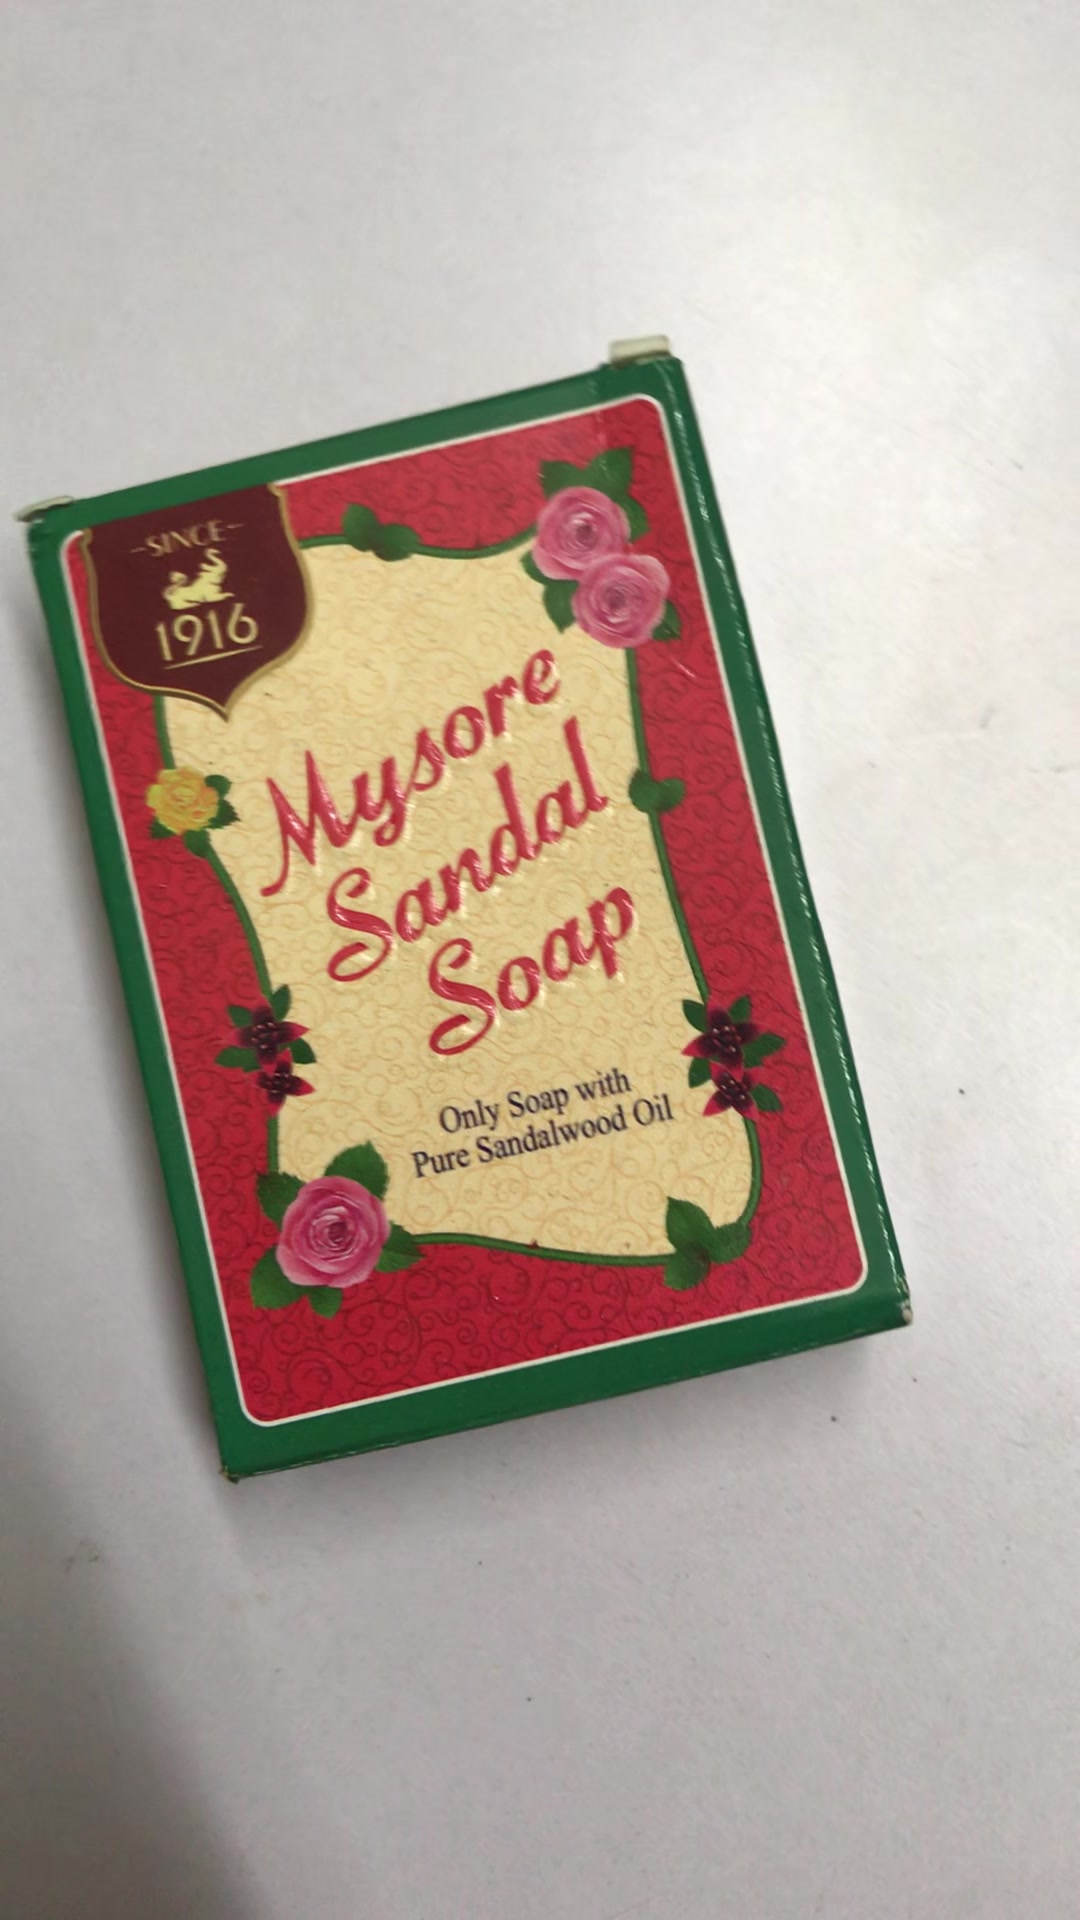 -SINCE-
1916
Mysore
Sandal
Soap
Only Soap with
Pure Sandalwood Oil